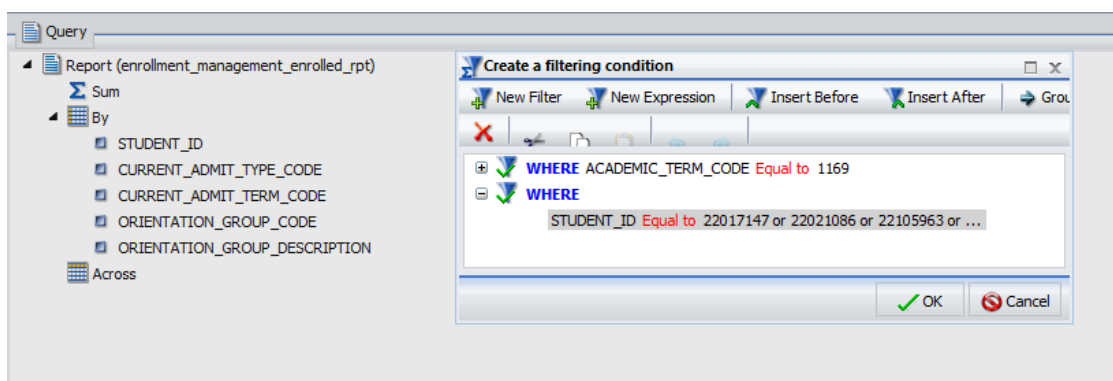 Query
Report (enrollment_management_enrolled_rpt)
Sum
By
STUDENT_ID
CURRENT_ADMIT_TYPE_CODE
CURRENT_ADMIT_TERM_CODE
ORIENTATION_GROUP_CODE
ORIENTATION_GROUP_DESCRIPTION
Across
Create a filtering condition
New Filter New Expression Insert Before Insert After Grou
WHERE ACADEMIC_TERM_CODE Equal to 1169
WHERE
STUDENT_ID Equal to 22017147 or 22021086 or 22105963 or ...
OK Cancel